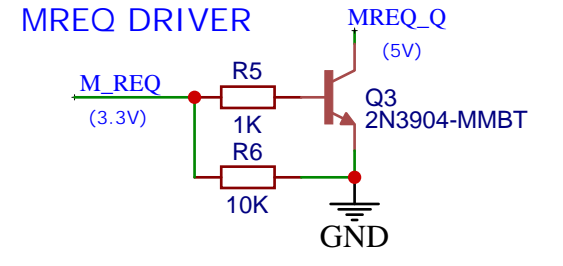 MREQ DRIVER
MREQ_Q
(5V)
R5
M_REQ
Q3
2N3904-MMBT
(3.3V)
1K
R6
10K
GND